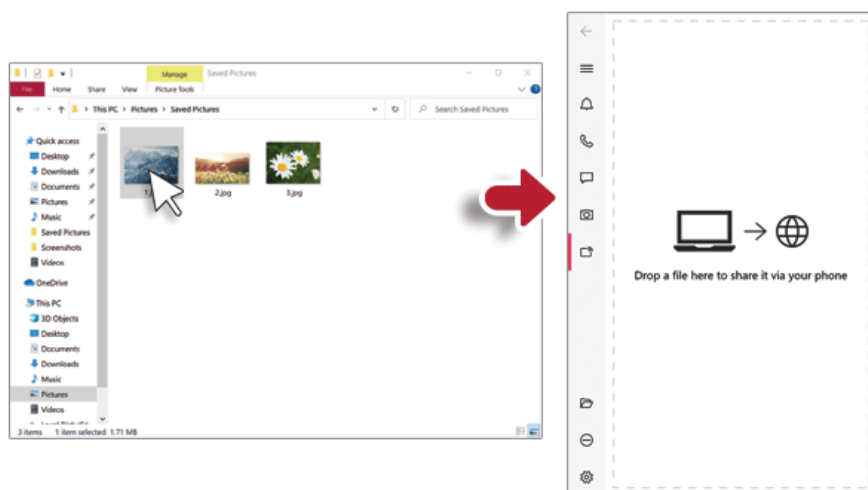 Manage Saved Pictures
File Home Share View Picture Tools
This PC > Pictures > Saved Pictures
Search Saved Pictures
Quick access
Desktop
Downloads
Documents
Pictures
Music
Saved Pictures
Screenshots
Videos
OneDrive
This PC
3D Objects
Desktop
Documents
Downloads
Music
Pictures
Videos
2.jpg
3.jpg
3 items 1 item selected 1.71 MB
Drop a file here to share it via your phone